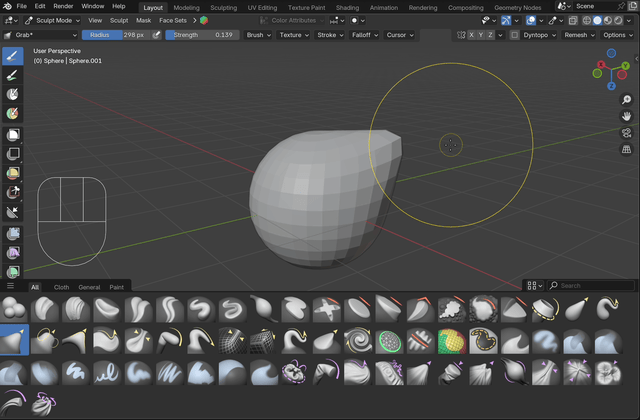 File Edit Render Window Help Layout Modeling Sculpting UV Editing Texture Paint Shading Animation Rendering Compositing Geometry Nodes Scene
Sculpt Mode View Sculpt Mask Face Sets Color Attributes
Grab* Radius 298 px Strength 0.139 Brush Texture Stroke Falloff Cursor X Y Z Dyntopo Remesh Options
User Perspective
(0) Sphere | Sphere.001
X Y Z
All Cloth General Paint Search